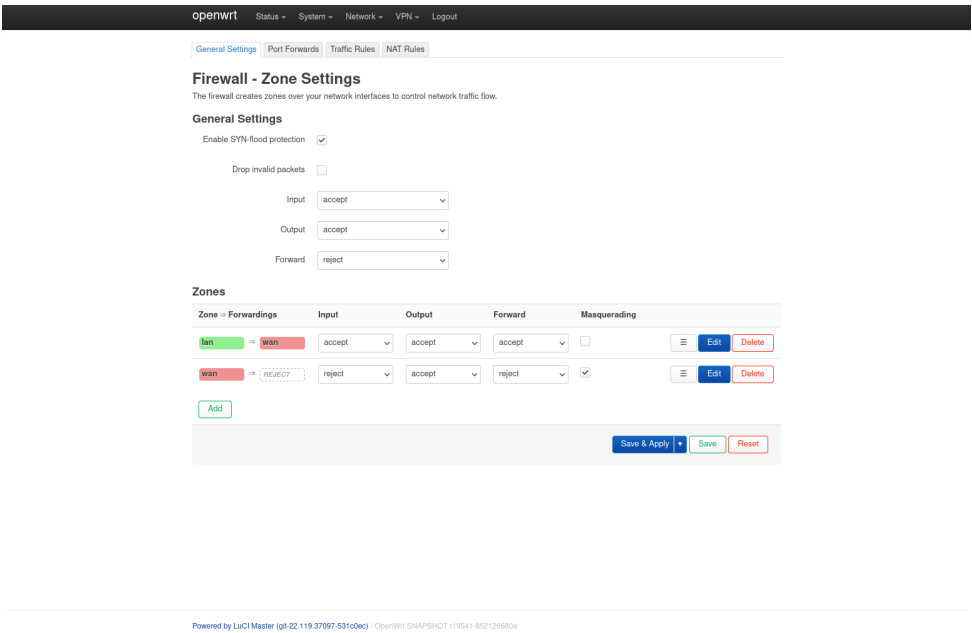 openwrt Status System Network VPN Logout
General Settings Port Forwards Traffic Rules NAT Rules
Firewall - Zone Settings
The firewall creates zones over your network interfaces to control network traffic flow.
General Settings
Enable SYN-flood protection
Drop invalid packets
Input accept
Output accept
Forward reject
Zones
Zone ⇒ Forwardings Input Output Forward Masquerading
lan ⇒ wan accept accept accept Edit Delete
wan ⇒ REJECT reject accept reject Edit Delete
Add
Save & Apply Save Reset
Powered by LuCI Master (git-22.119.37097-531c0ec) / OpenWrt SNAPSHOT r19541-852126680e